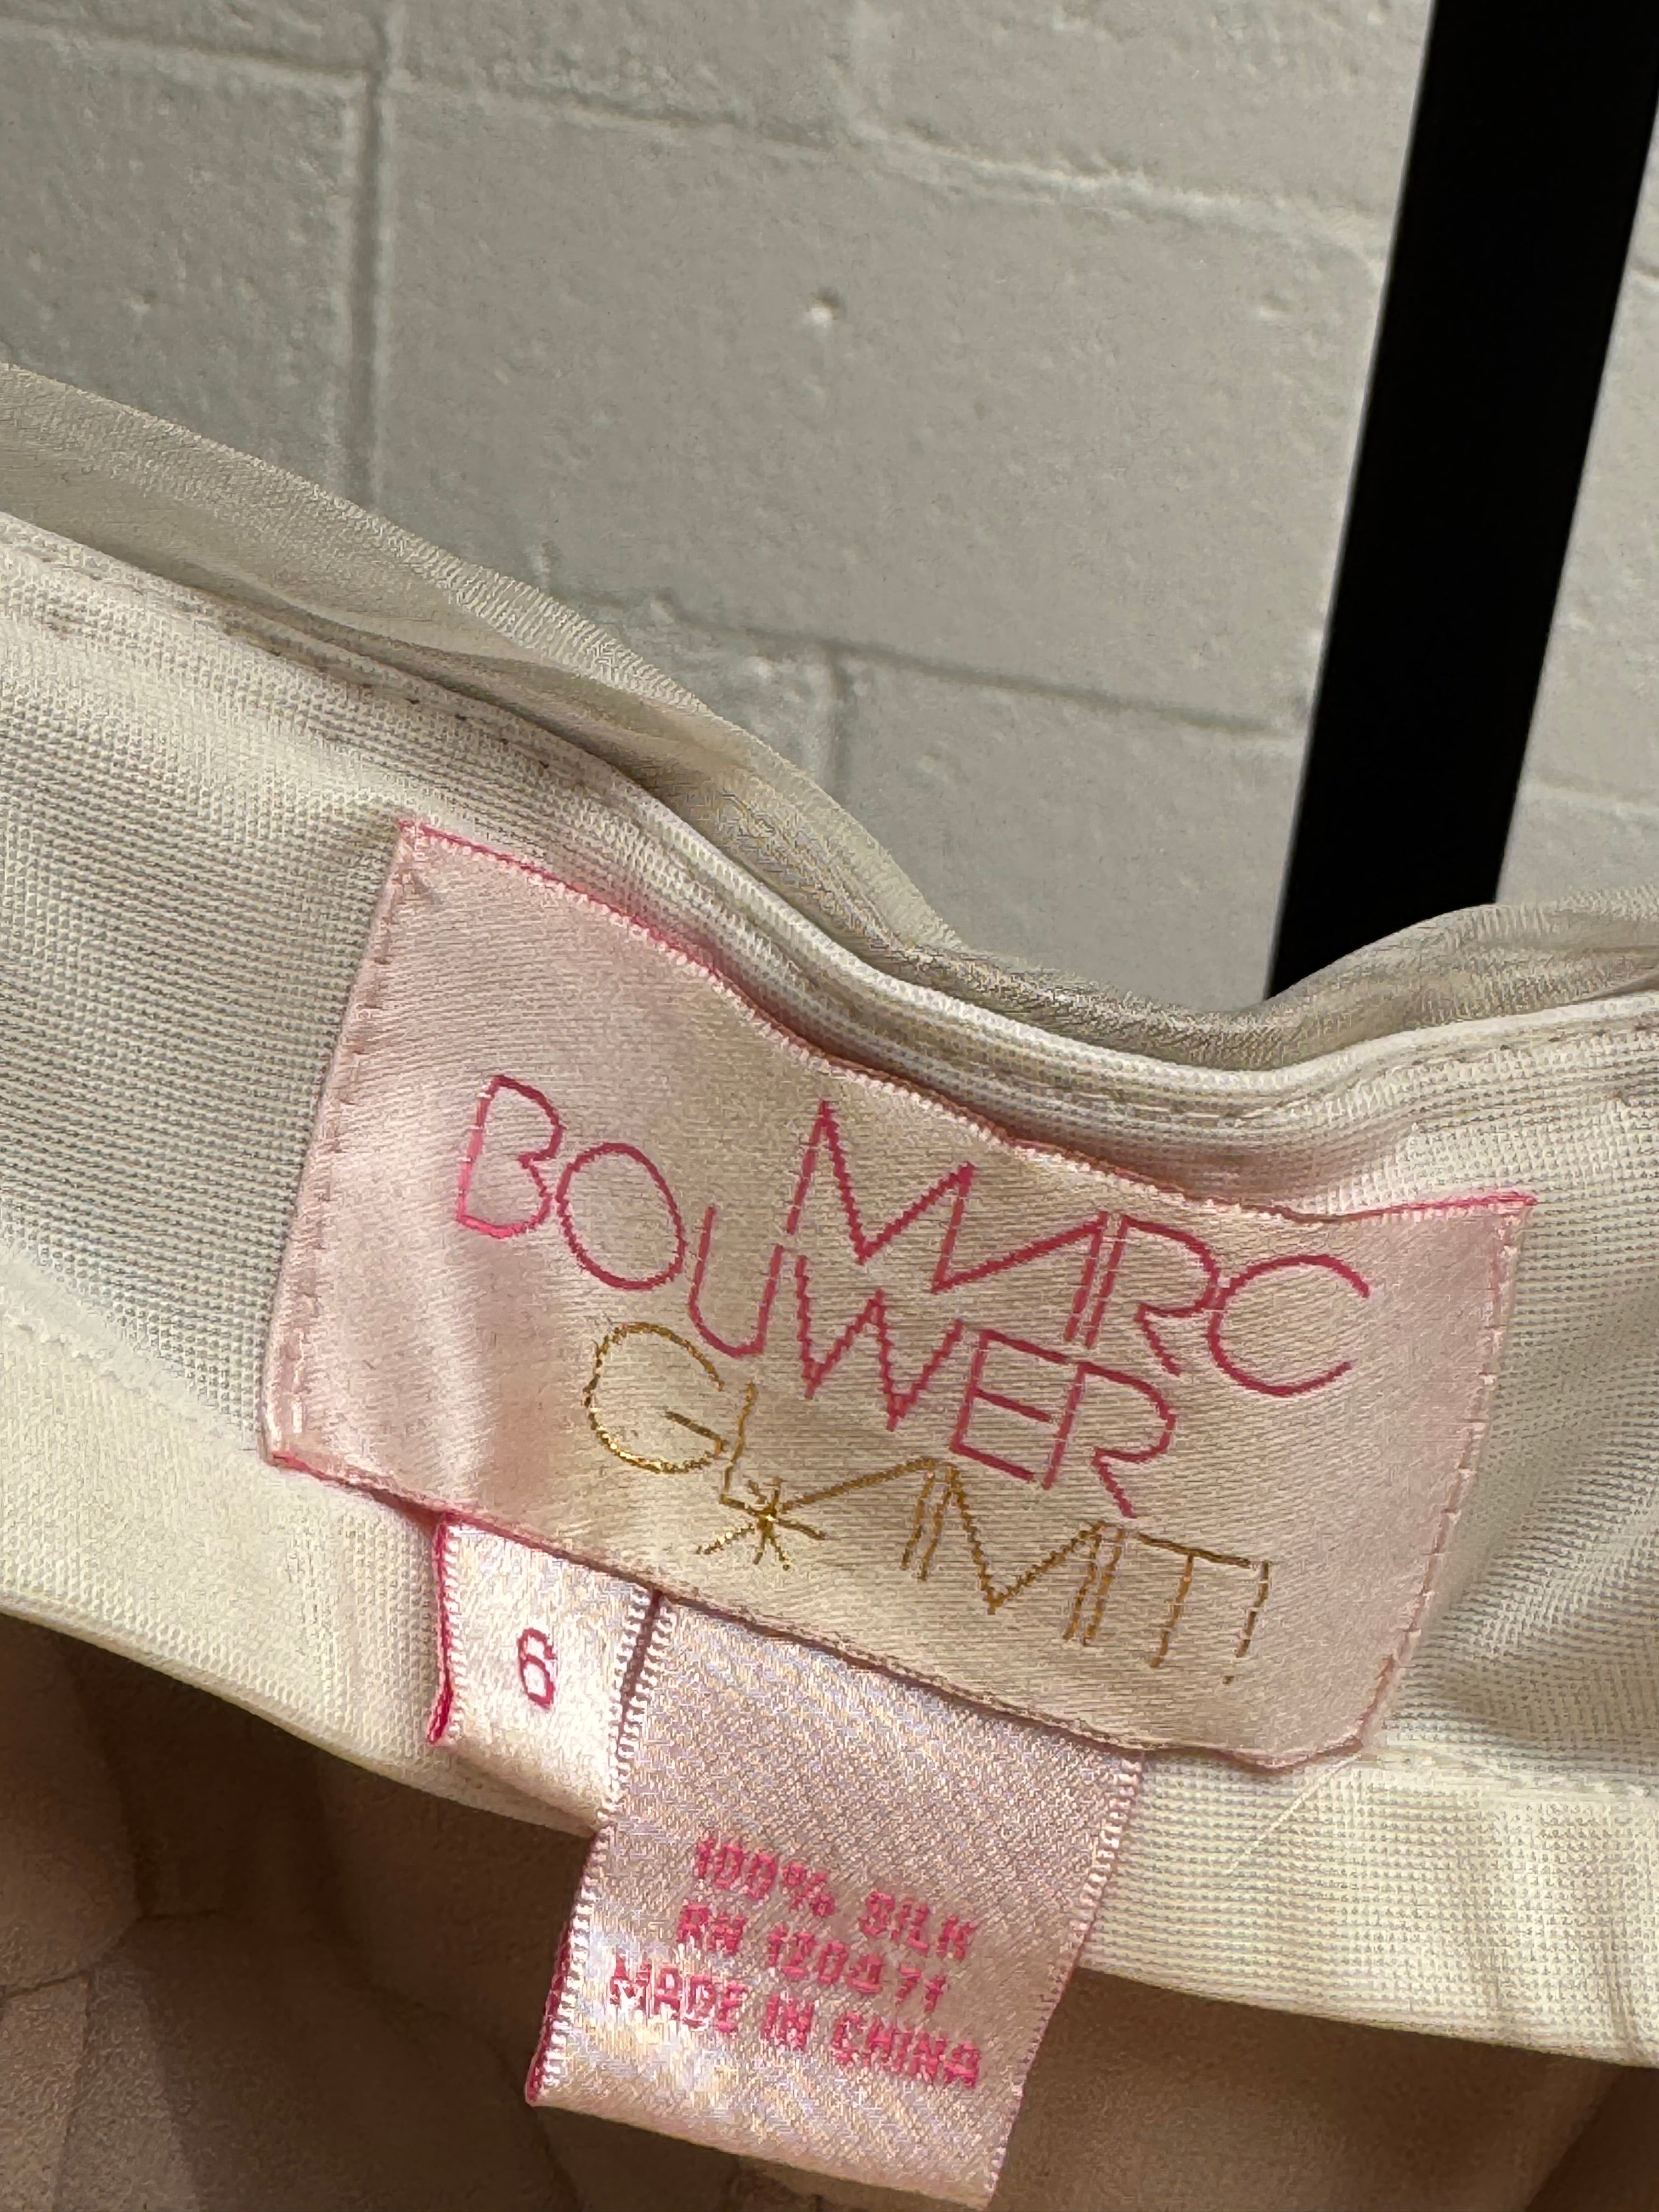 MARC
BOUWER
GLAMIT!
6
100% SILK
RN 120471
MADE IN CHINA